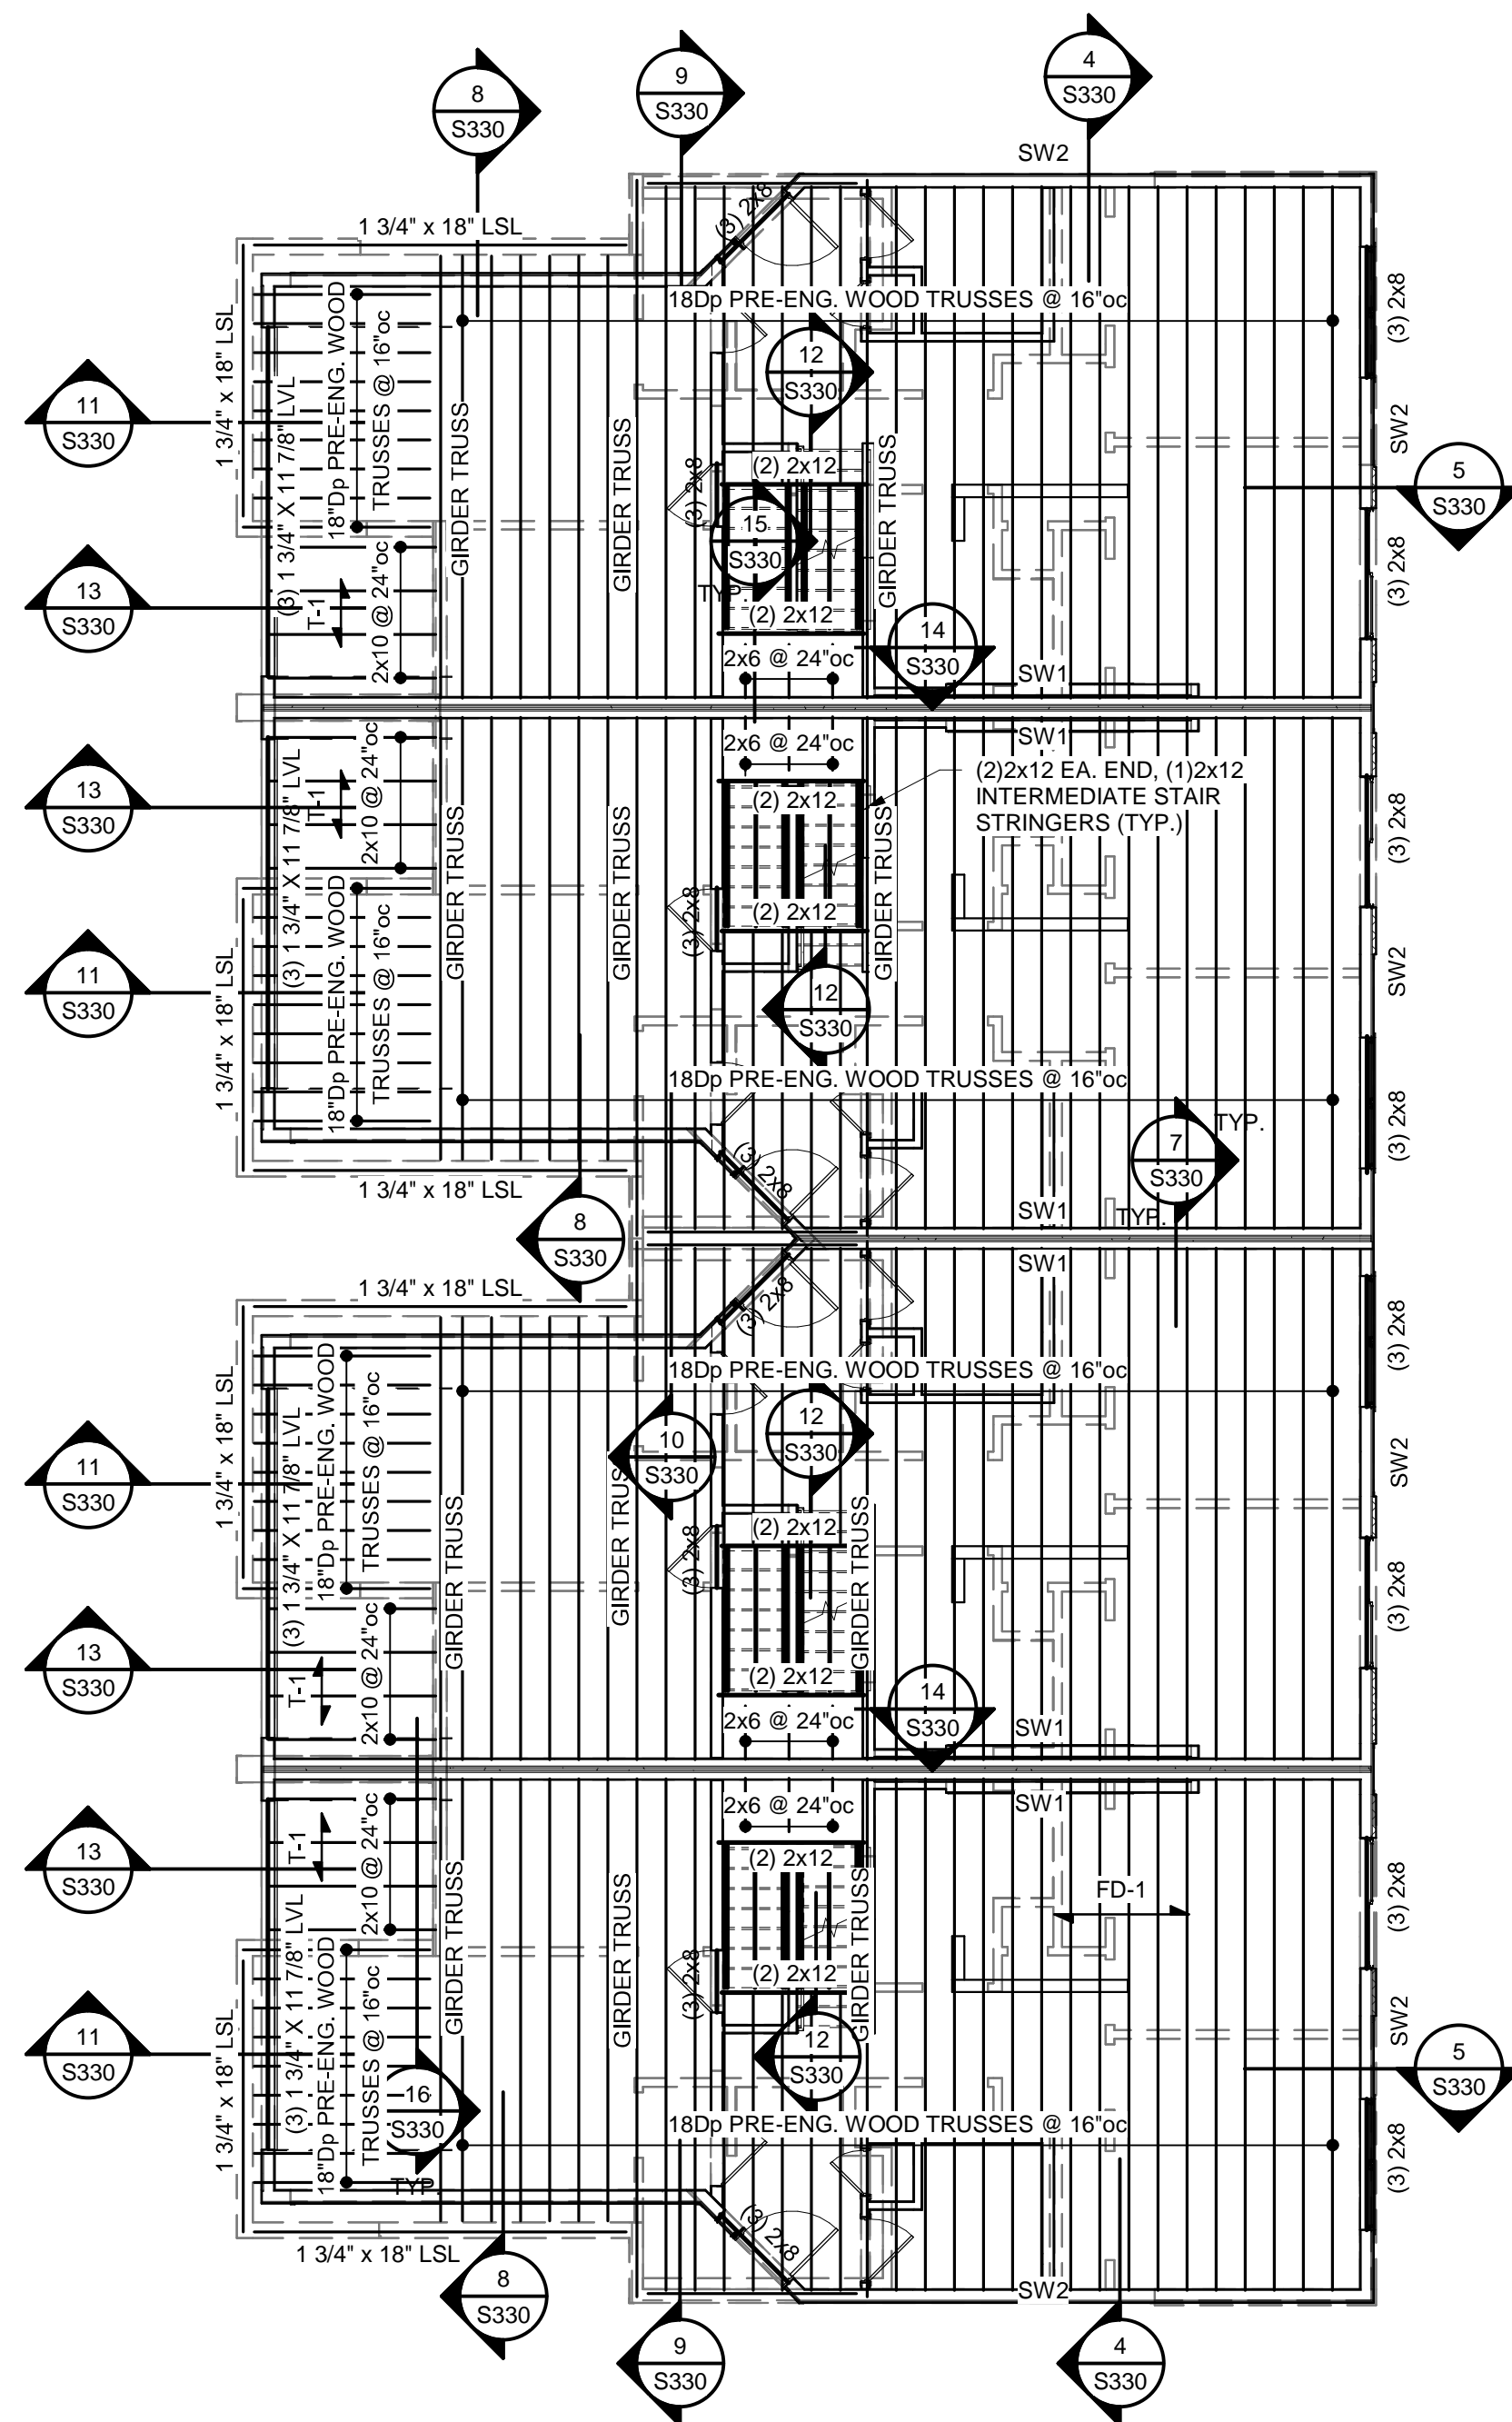 4
S330
9
S330
8
S330
SW2
1 3/4" x 18" LSL
(3) 2x8
18Dp PRE-ENG. WOOD TRUSSES @ 16"oc
(3) 2x8
1 3/4" x 18" LSL
(3) 1 3/4" X 11 7/8" LVL
18"Dp PRE-ENG. WOOD
TRUSSES @ 16"oc
GIRDER TRUSS
GIRDER TRUSS
GIRDER TRUSS
12
S330
11
S330
SW2
5
S330
(2) 2x12
(3) 2x8
15
S330
TYP.
(2) 2x12
(3) 2x8
13
S330
T-1
2x10 @ 24"oc
14
S330
2x6 @ 24"oc
SW1
SW1
2x6 @ 24"oc
13
S330
T-1
2x10 @ 24"oc
(3) 1 3/4" X 11 7/8" LVL
(2)2x12 EA. END, (1)2x12
INTERMEDIATE STAIR
STRINGERS (TYP.)
(2) 2x12
(3) 2x8
GIRDER TRUSS
GIRDER TRUSS
GIRDER TRUSS
(2) 2x12
(3) 2x8
18"Dp PRE-ENG. WOOD
TRUSSES @ 16"oc
11
S330
1 3/4" x 18" LSL
SW2
12
S330
18Dp PRE-ENG. WOOD TRUSSES @ 16"oc
(3) 2x8
TYP.
7
S330
TYP.
(3) 2x8
1 3/4" x 18" LSL
SW1
8
S330
SW1
1 3/4" x 18" LSL
(3) 2x8
(3) 2x8
18Dp PRE-ENG. WOOD TRUSSES @ 16"oc
1 3/4" x 18" LSL
(3) 1 3/4" X 11 7/8" LVL
18"Dp PRE-ENG. WOOD
TRUSSES @ 16"oc
10
S330
12
S330
11
S330
SW2
GIRDER TRUSS
GIRDER TRUSS
GIRDER TRUSS
(2) 2x12
(3) 2x8
(3) 2x8
13
S330
T-1
2x10 @ 24"oc
(2) 2x12
14
S330
2x6 @ 24"oc
SW1
SW1
2x6 @ 24"oc
13
S330
T-1
2x10 @ 24"oc
(2) 2x12
FD-1
(3) 2x8
GIRDER TRUSS
GIRDER TRUSS
GIRDER TRUSS
(3) 1 3/4" X 11 7/8" LVL
18"Dp PRE-ENG. WOOD
TRUSSES @ 16"oc
(3) 2x8
(2) 2x12
11
S330
1 3/4" x 18" LSL
12
S330
SW2
5
S330
16
S330
TYP.
18Dp PRE-ENG. WOOD TRUSSES @ 16"oc
(3) 2x8
(3) 2x8
1 3/4" x 18" LSL
SW2
8
S330
9
S330
4
S330